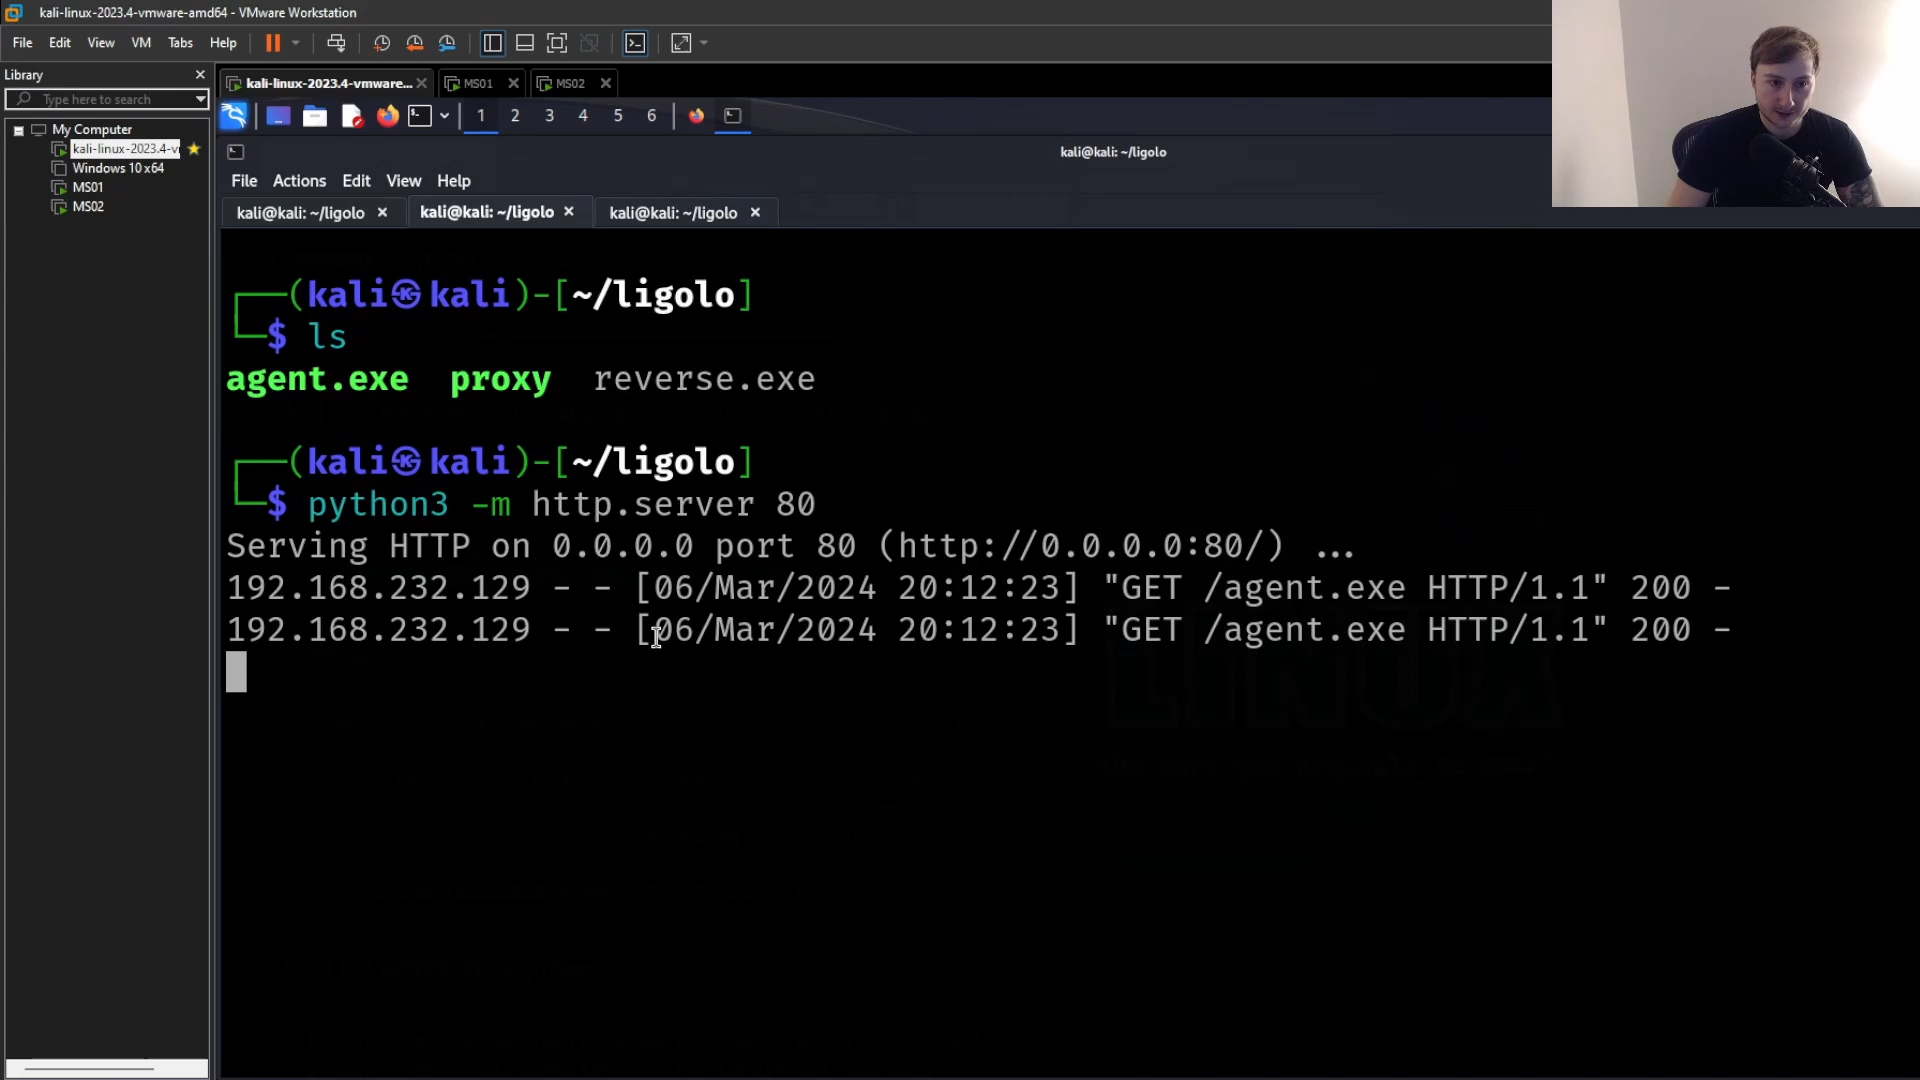 kali-linux-2023.4-vmware-amd64 - VMware Workstation
File Edit View VM Tabs Help
Library
Type here to search
My Computer
kali-linux-2023.4-v
Windows 10 x64
MS01
MS02
kali-linux-2023.4-vmware... MS01 MS02
1 2 3 4 5 6
kali@kali: ~/ligolo
File Actions Edit View Help
kali@kali: ~/ligolo kali@kali: ~/ligolo kali@kali: ~/ligolo
┌──(kali㉿kali)-[~/ligolo]
└─$ ls
agent.exe proxy reverse.exe
┌──(kali㉿kali)-[~/ligolo]
└─$ python3 -m http.server 80
Serving HTTP on 0.0.0.0 port 80 (http://0.0.0.0:80/) ...
192.168.232.129 - - [06/Mar/2024 20:12:23] "GET /agent.exe HTTP/1.1" 200 -
192.168.232.129 - - [06/Mar/2024 20:12:23] "GET /agent.exe HTTP/1.1" 200 -
LINUX